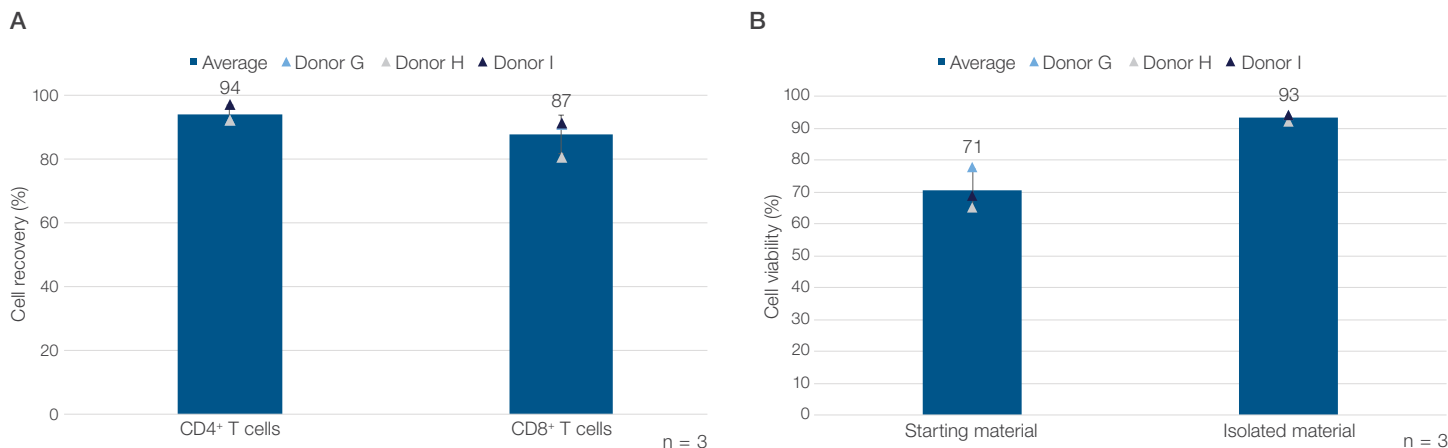 A
■ Average ▲ Donor G ▲ Donor H ▲ Donor I
Cell recovery (%)
100
80
60
40
20
0
94
87
CD4⁺ T cells
CD8⁺ T cells
n = 3
B
■ Average ▲ Donor G ▲ Donor H ▲ Donor I
Cell viability (%)
100
90
80
70
60
50
40
30
20
10
0
71
93
Starting material
Isolated material
n = 3